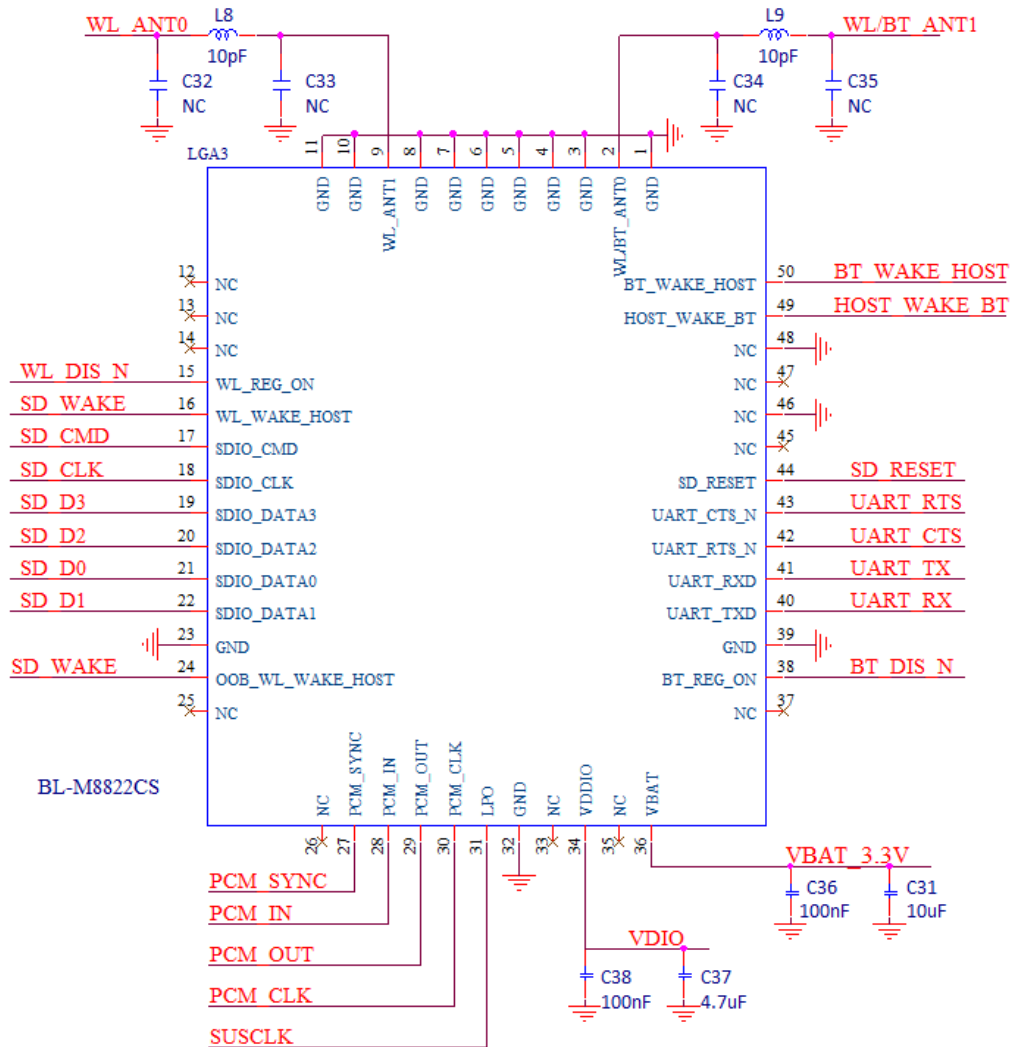 WL_ANT0
L8
10pF
C32
NC
C33
NC
L9
10pF
WL/BT_ANT1
C34
NC
C35
NC
LGA3
11
10
9
8
7
6
5
4
3
2
1
GND
GND
WL_ANT1
GND
GND
GND
GND
GND
GND
WL/BT_ANT0
GND
12
NC
13
NC
14
NC
WL_DIS_N
15
WL_REG_ON
SD_WAKE
16
WL_WAKE_HOST
SD_CMD
17
SDIO_CMD
SD_CLK
18
SDIO_CLK
SD_D3
19
SDIO_DATA3
SD_D2
20
SDIO_DATA2
SD_D0
21
SDIO_DATA0
SD_D1
22
SDIO_DATA1
23
GND
SD_WAKE
24
OOB_WL_WAKE_HOST
25
NC
BT_WAKE_HOST
50
BT_WAKE_HOST
HOST_WAKE_BT
49
HOST_WAKE_BT
NC
48
NC
47
NC
46
NC
45
SD_RESET
44
SD_RESET
UART_CTS_N
43
UART_RTS
UART_RTS_N
42
UART_CTS
UART_RXD
41
UART_TX
UART_TXD
40
UART_RX
GND
39
BT_REG_ON
38
BT_DIS_N
NC
37
BL-M8822CS
NC
PCM_SYNC
PCM_IN
PCM_OUT
PCM_CLK
LPO
GND
NC
VDDIO
NC
VBAT
26
27
28
29
30
31
32
33
34
35
36
PCM_SYNC
PCM_IN
PCM_OUT
PCM_CLK
SUSCLK
VBAT_3.3V
C36
100nF
C31
10uF
VDIO
C38
100nF
C37
4.7uF